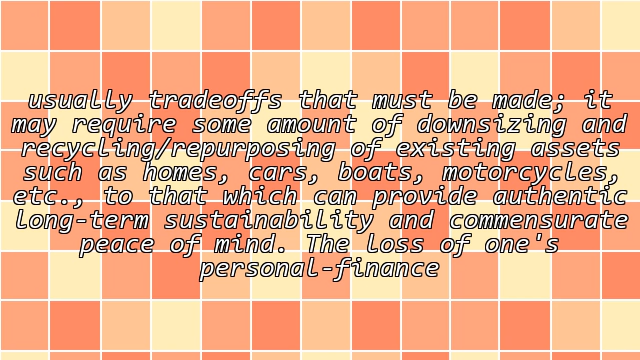 usually tradeoffs that must be made; it
may require some amount of downsizing and
recycling/repurposing of existing assets
such as homes, cars, boats, motorcycles,
etc., to that which can provide authentic
long-term sustainability and commensurate
peace of mind. The loss of one's
personal-finance